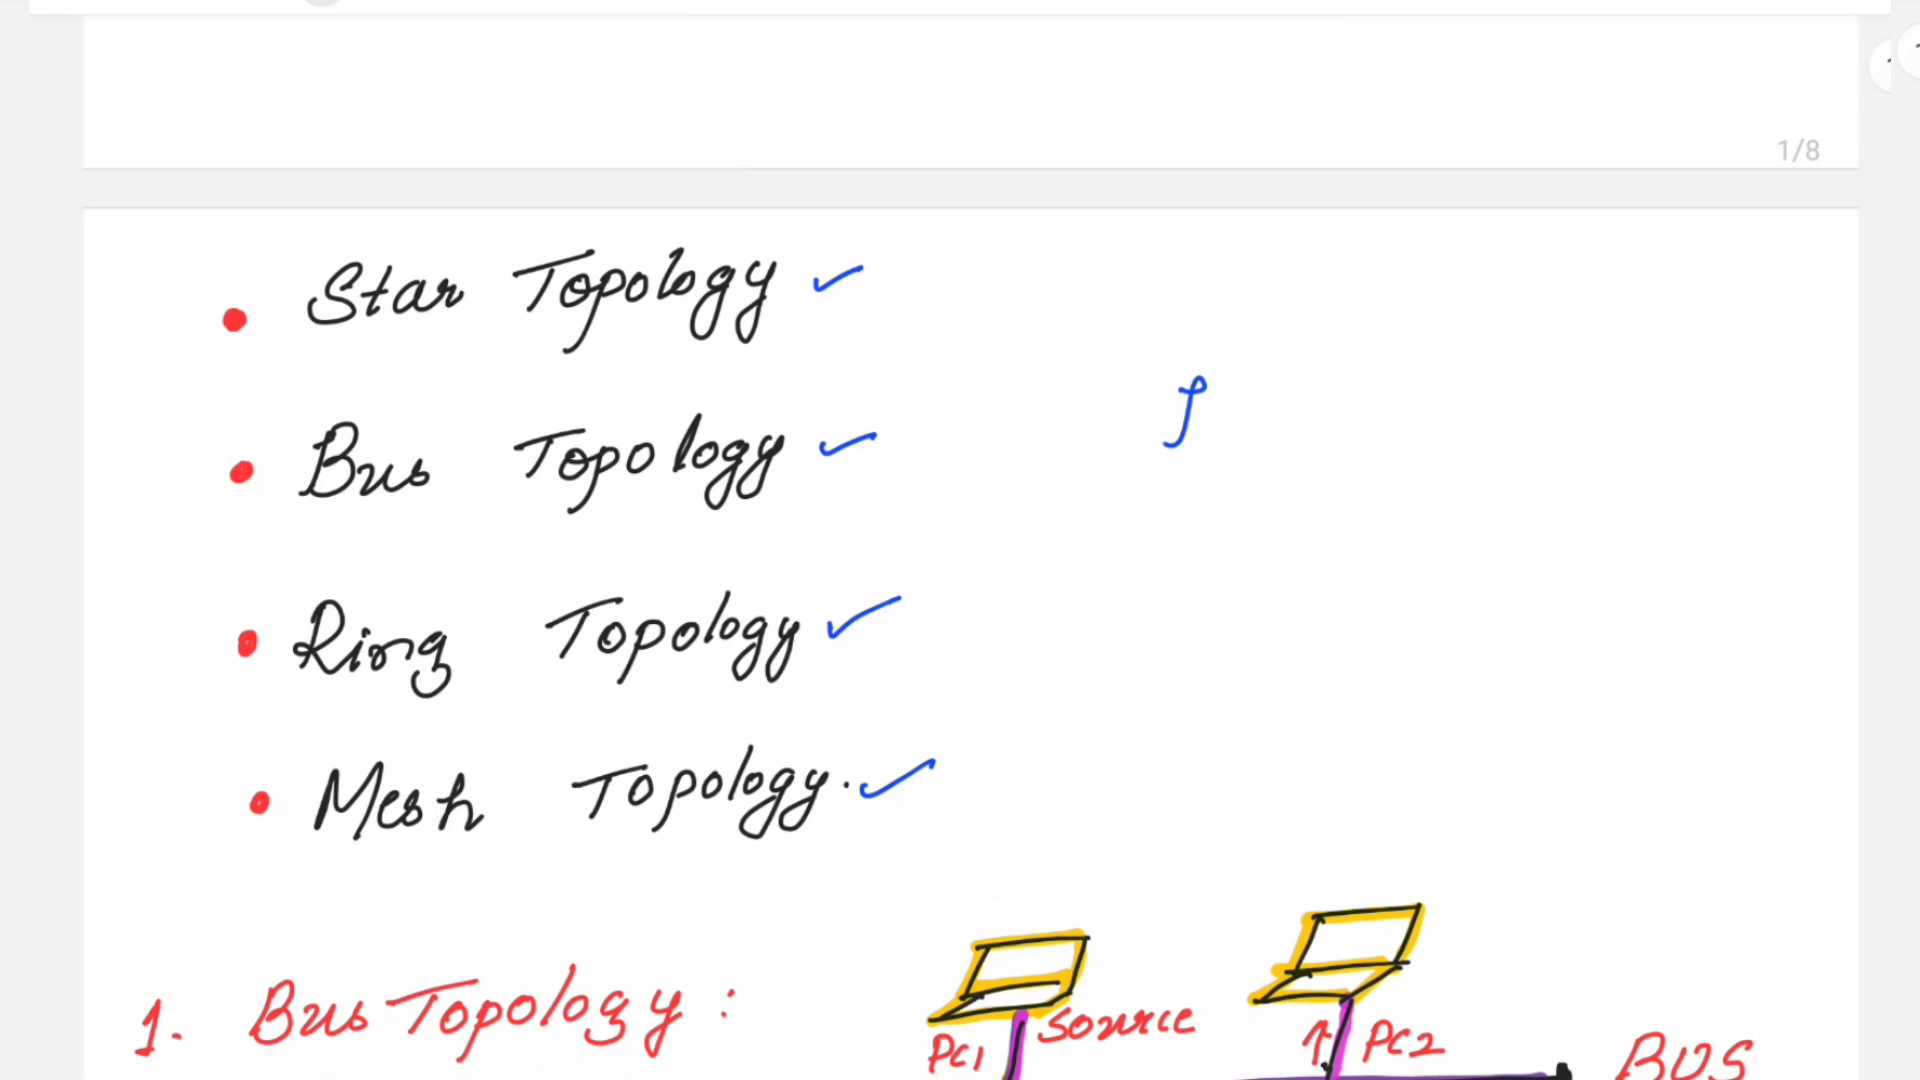 1/8
Star Topology
Bus Topology
Ring Topology
Mesh Topology.
1. Bus Topology :
PC1 Source
PC2
BUS